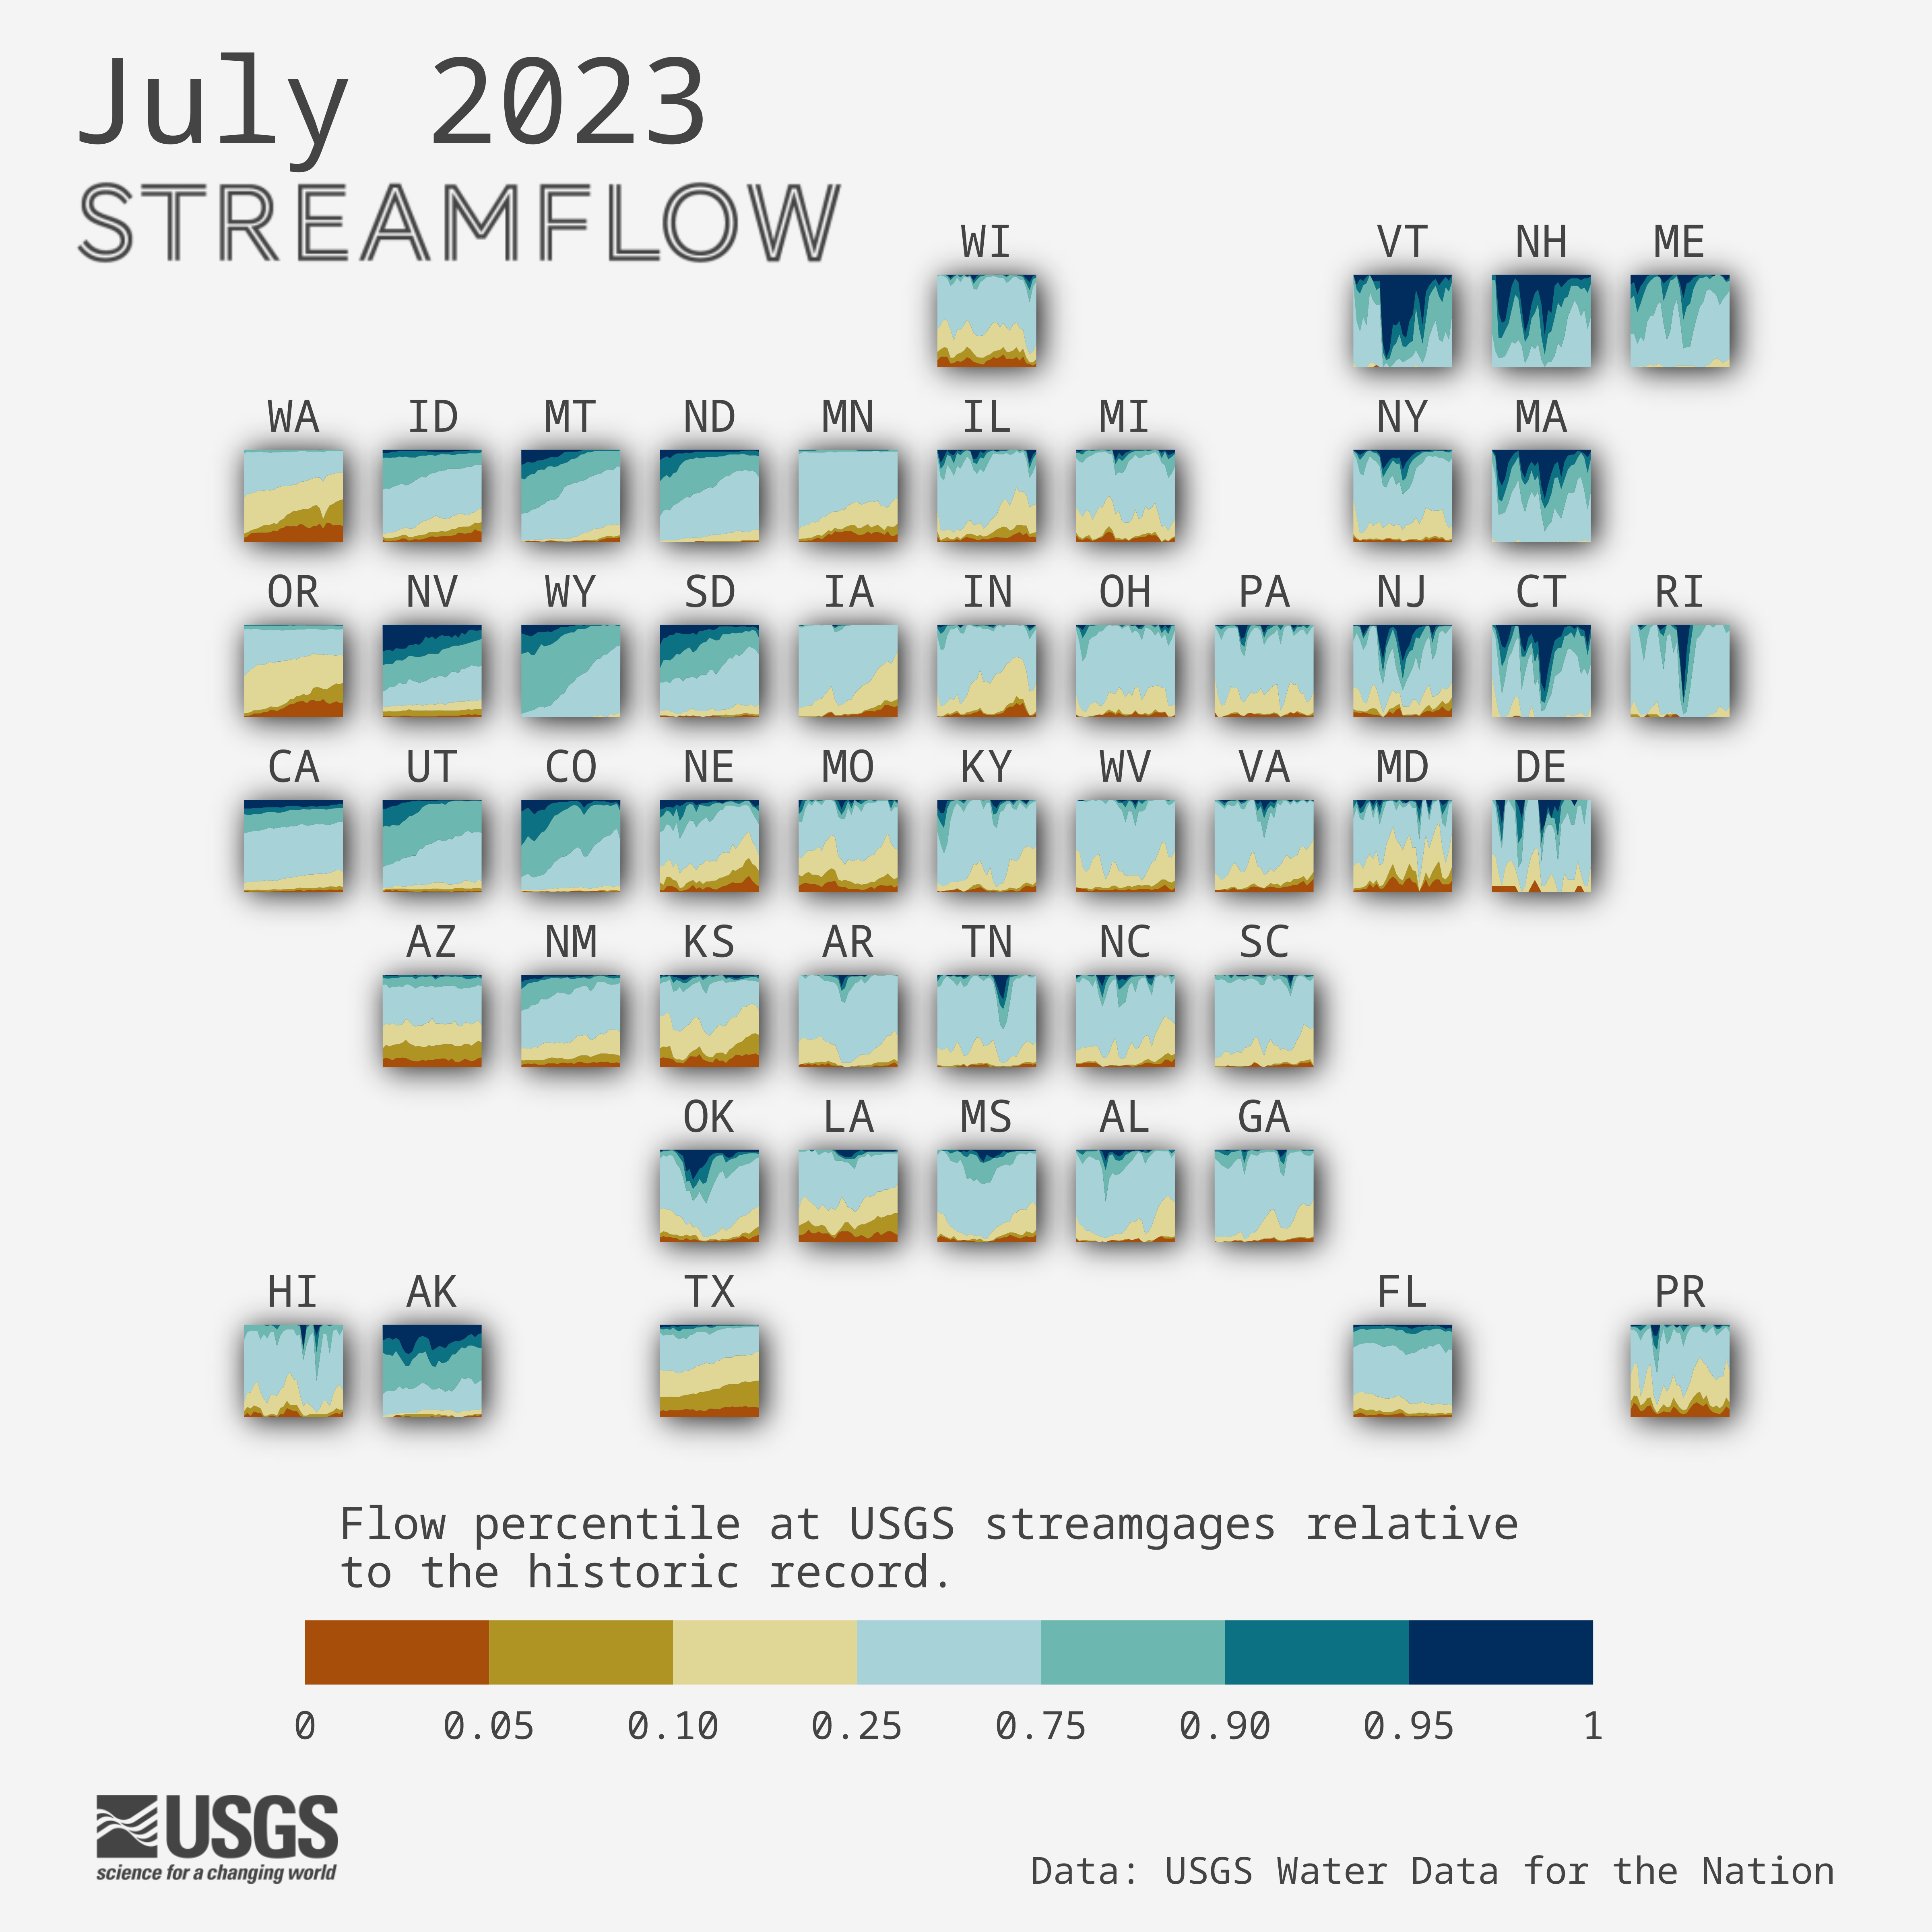 July 2023
STREAMFLOW
WI VT NH ME
WA ID MT ND MN IL MI NY MA
OR NV WY SD IA IN OH PA NJ CT RI
CA UT CO NE MO KY WV VA MD DE
AZ NM KS AR TN NC SC
OK LA MS AL GA
HI AK TX FL PR
Flow percentile at USGS streamgages relative
to the historic record.
0 0.05 0.10 0.25 0.75 0.90 0.95 1
USGS
science for a changing world
Data: USGS Water Data for the Nation